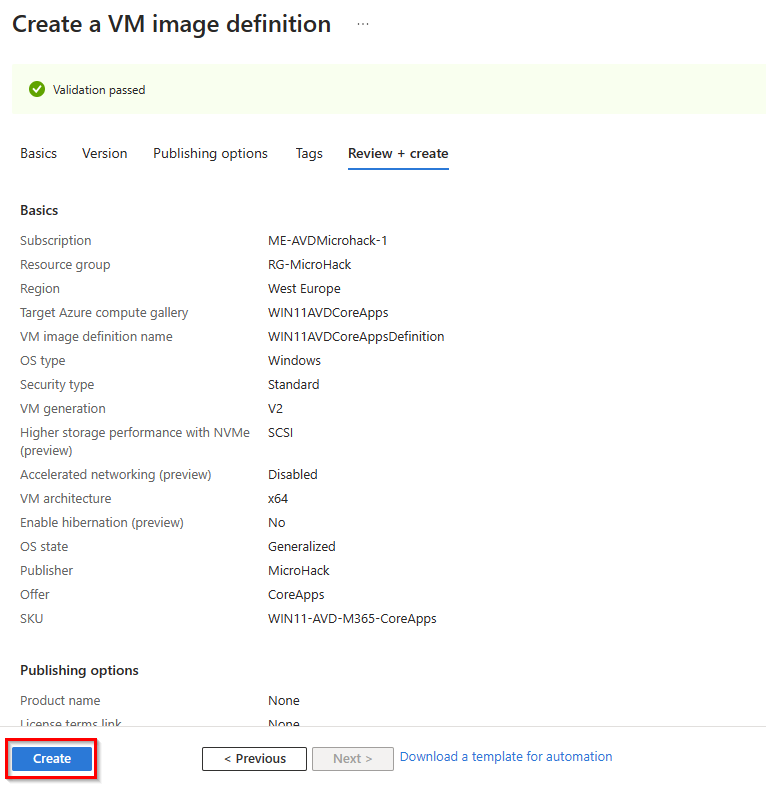 Create a VM image definition ...
Validation passed
Basics Version Publishing options Tags Review + create
Basics
Subscription ME-AVDMicrohack-1
Resource group RG-MicroHack
Region West Europe
Target Azure compute gallery WIN11AVDCoreApps
VM image definition name WIN11AVDCoreAppsDefinition
OS type Windows
Security type Standard
VM generation V2
Higher storage performance with NVMe SCSI
(preview)
Accelerated networking (preview) Disabled
VM architecture x64
Enable hibernation (preview) No
OS state Generalized
Publisher MicroHack
Offer CoreApps
SKU WIN11-AVD-M365-CoreApps
Publishing options
Product name None
License terms link None
Create < Previous Next > Download a template for automation